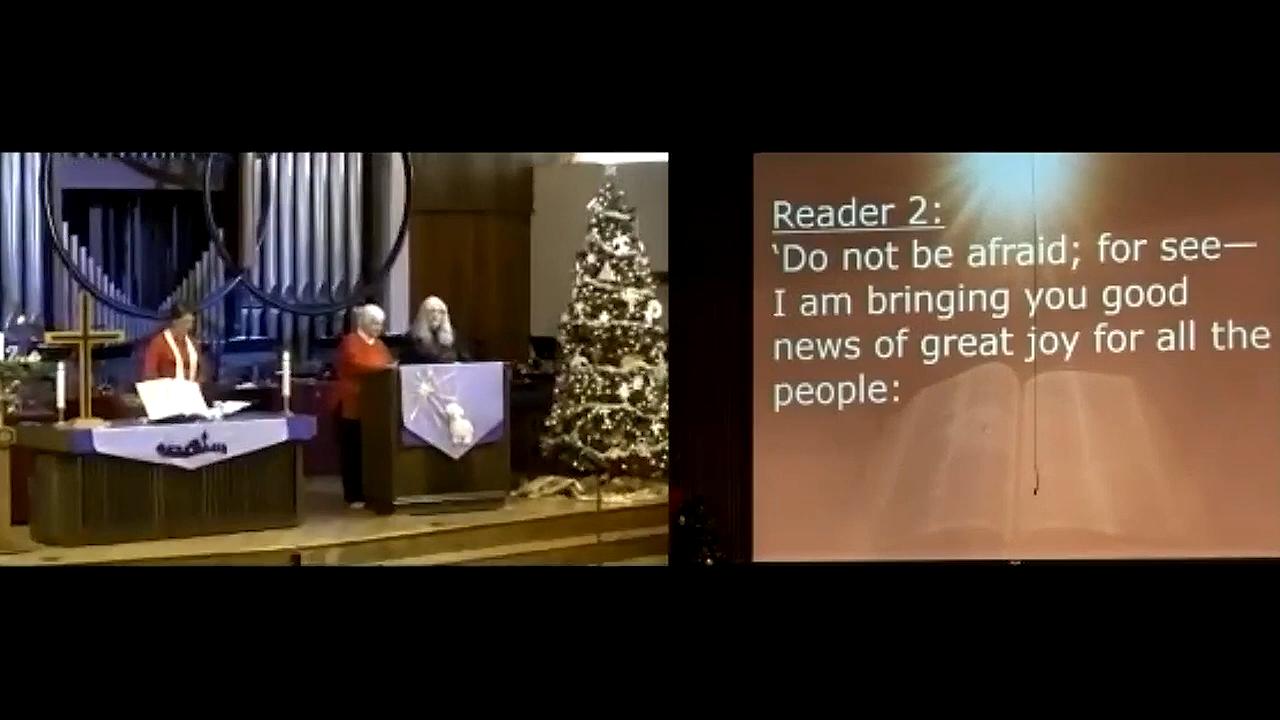 Reader 2:
‘Do not be afraid; for see—
I am bringing you good
news of great joy for all the
people: